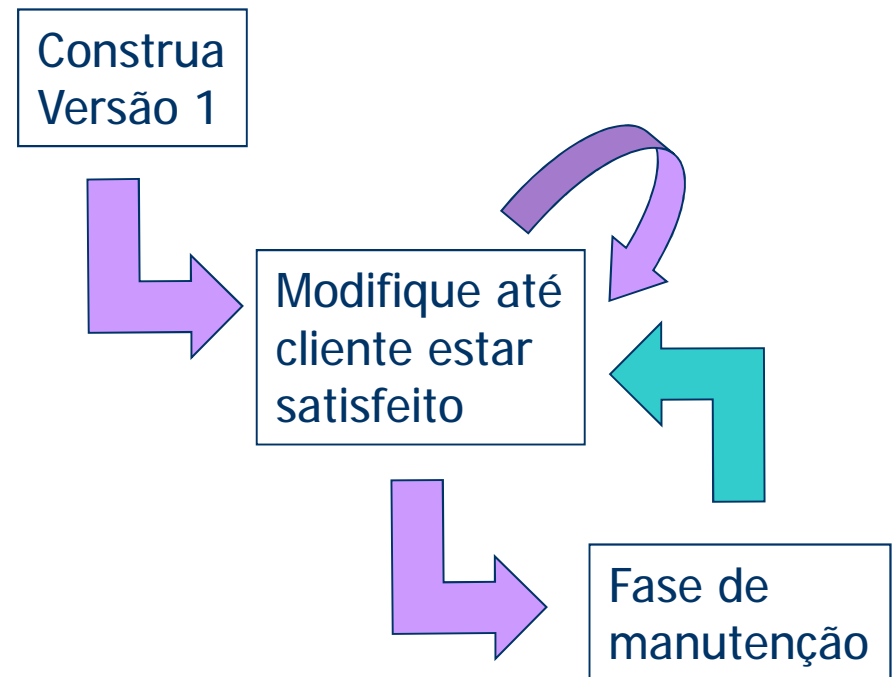 Construa
Versão 1
Modifique até
cliente estar
satisfeito
Fase de
manutenção